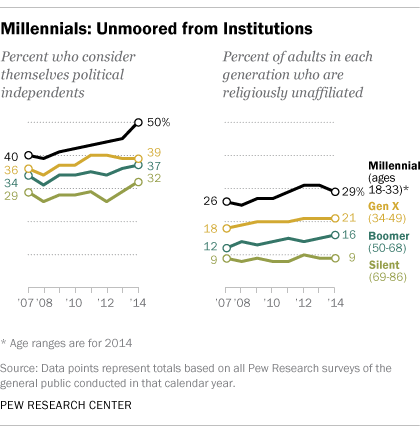 Millennials: Unmoored from Institutions
Percent who consider
themselves political
independents
50%
40
39
36
37
34
32
29
'07 '08 '10 '12 '14
Percent of adults in each
generation who are
religiously unaffiliated
26
29%
18
21
12
16
9
9
'07 '08 '10 '12 '14
Millennial
(ages
18-33)*
Gen X
(34-49)
Boomer
(50-68)
Silent
(69-86)
* Age ranges are for 2014
Source: Data points represent totals based on all Pew Research surveys of the
general public conducted in that calendar year.
PEW RESEARCH CENTER